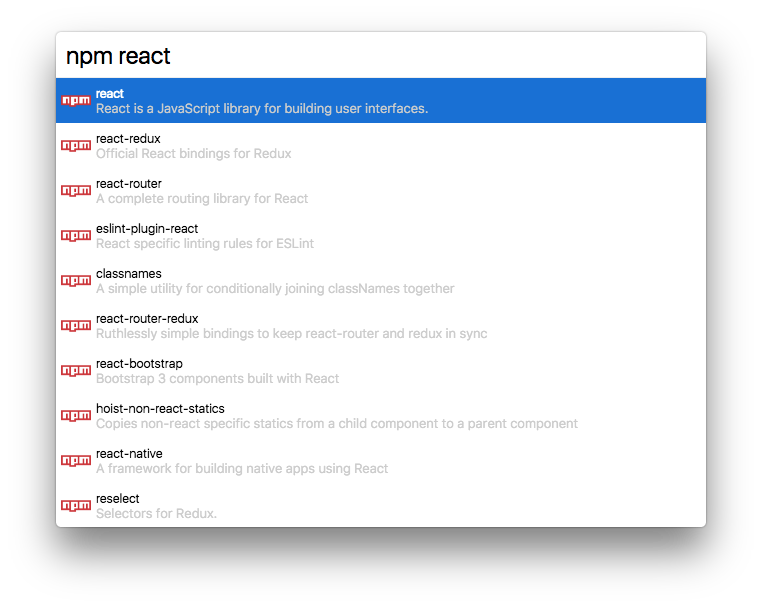 npm react
npm react
React is a JavaScript library for building user interfaces.
npm react-redux
Official React bindings for Redux
npm react-router
A complete routing library for React
npm eslint-plugin-react
React specific linting rules for ESLint
npm classnames
A simple utility for conditionally joining classNames together
npm react-router-redux
Ruthlessly simple bindings to keep react-router and redux in sync
npm react-bootstrap
Bootstrap 3 components built with React
npm hoist-non-react-statics
Copies non-react specific statics from a child component to a parent component
npm react-native
A framework for building native apps using React
npm reselect
Selectors for Redux.